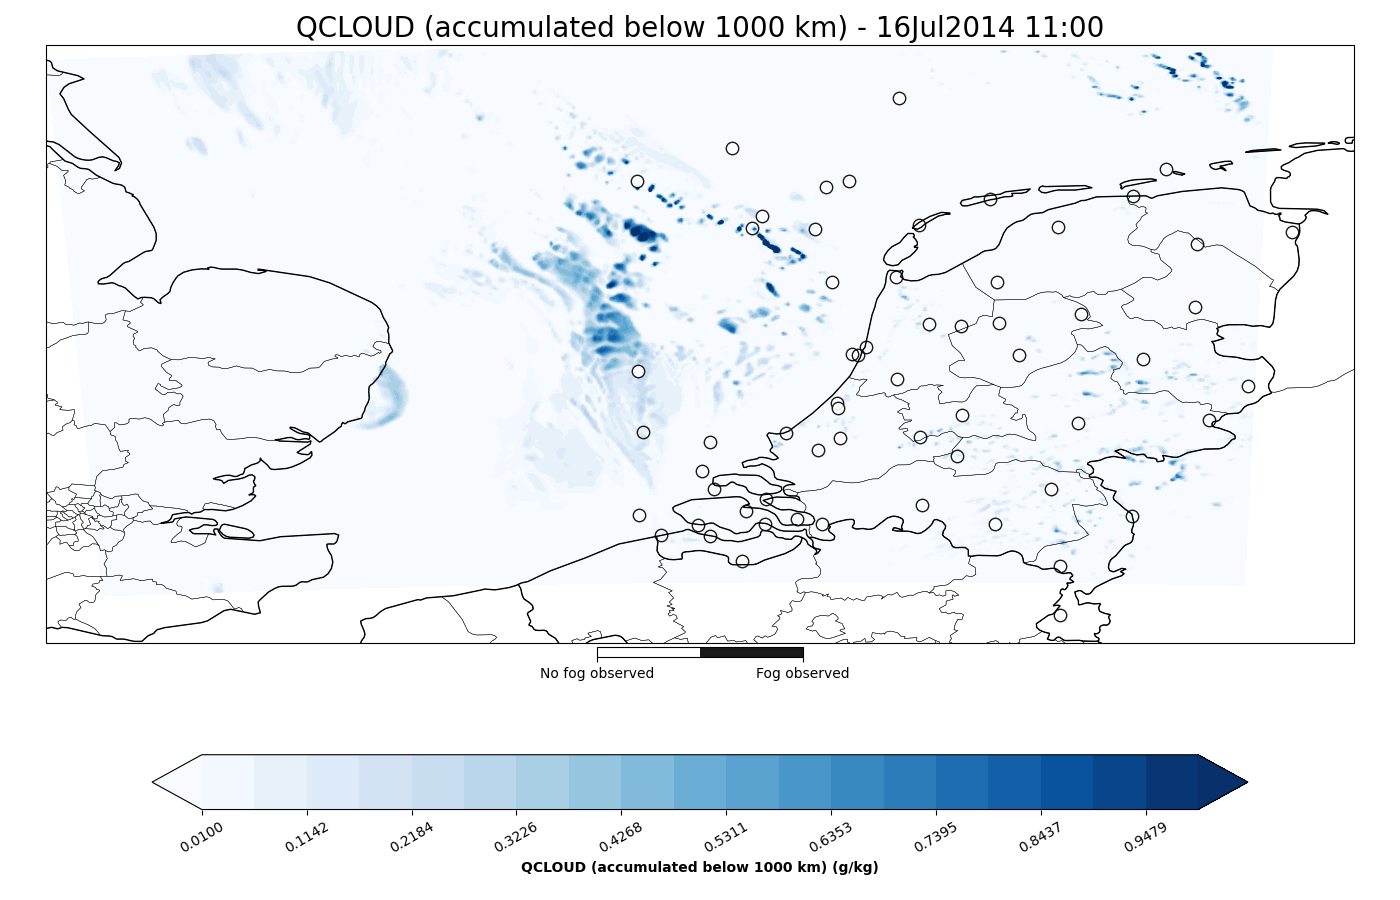 QCLOUD (accumulated below 1000 km) - 16Jul2014 11:00
No fog observed
Fog observed
0.0100
0.1142
0.2184
0.3226
0.4268
0.5311
0.6353
0.7395
0.8437
0.9479
QCLOUD (accumulated below 1000 km) (g/kg)